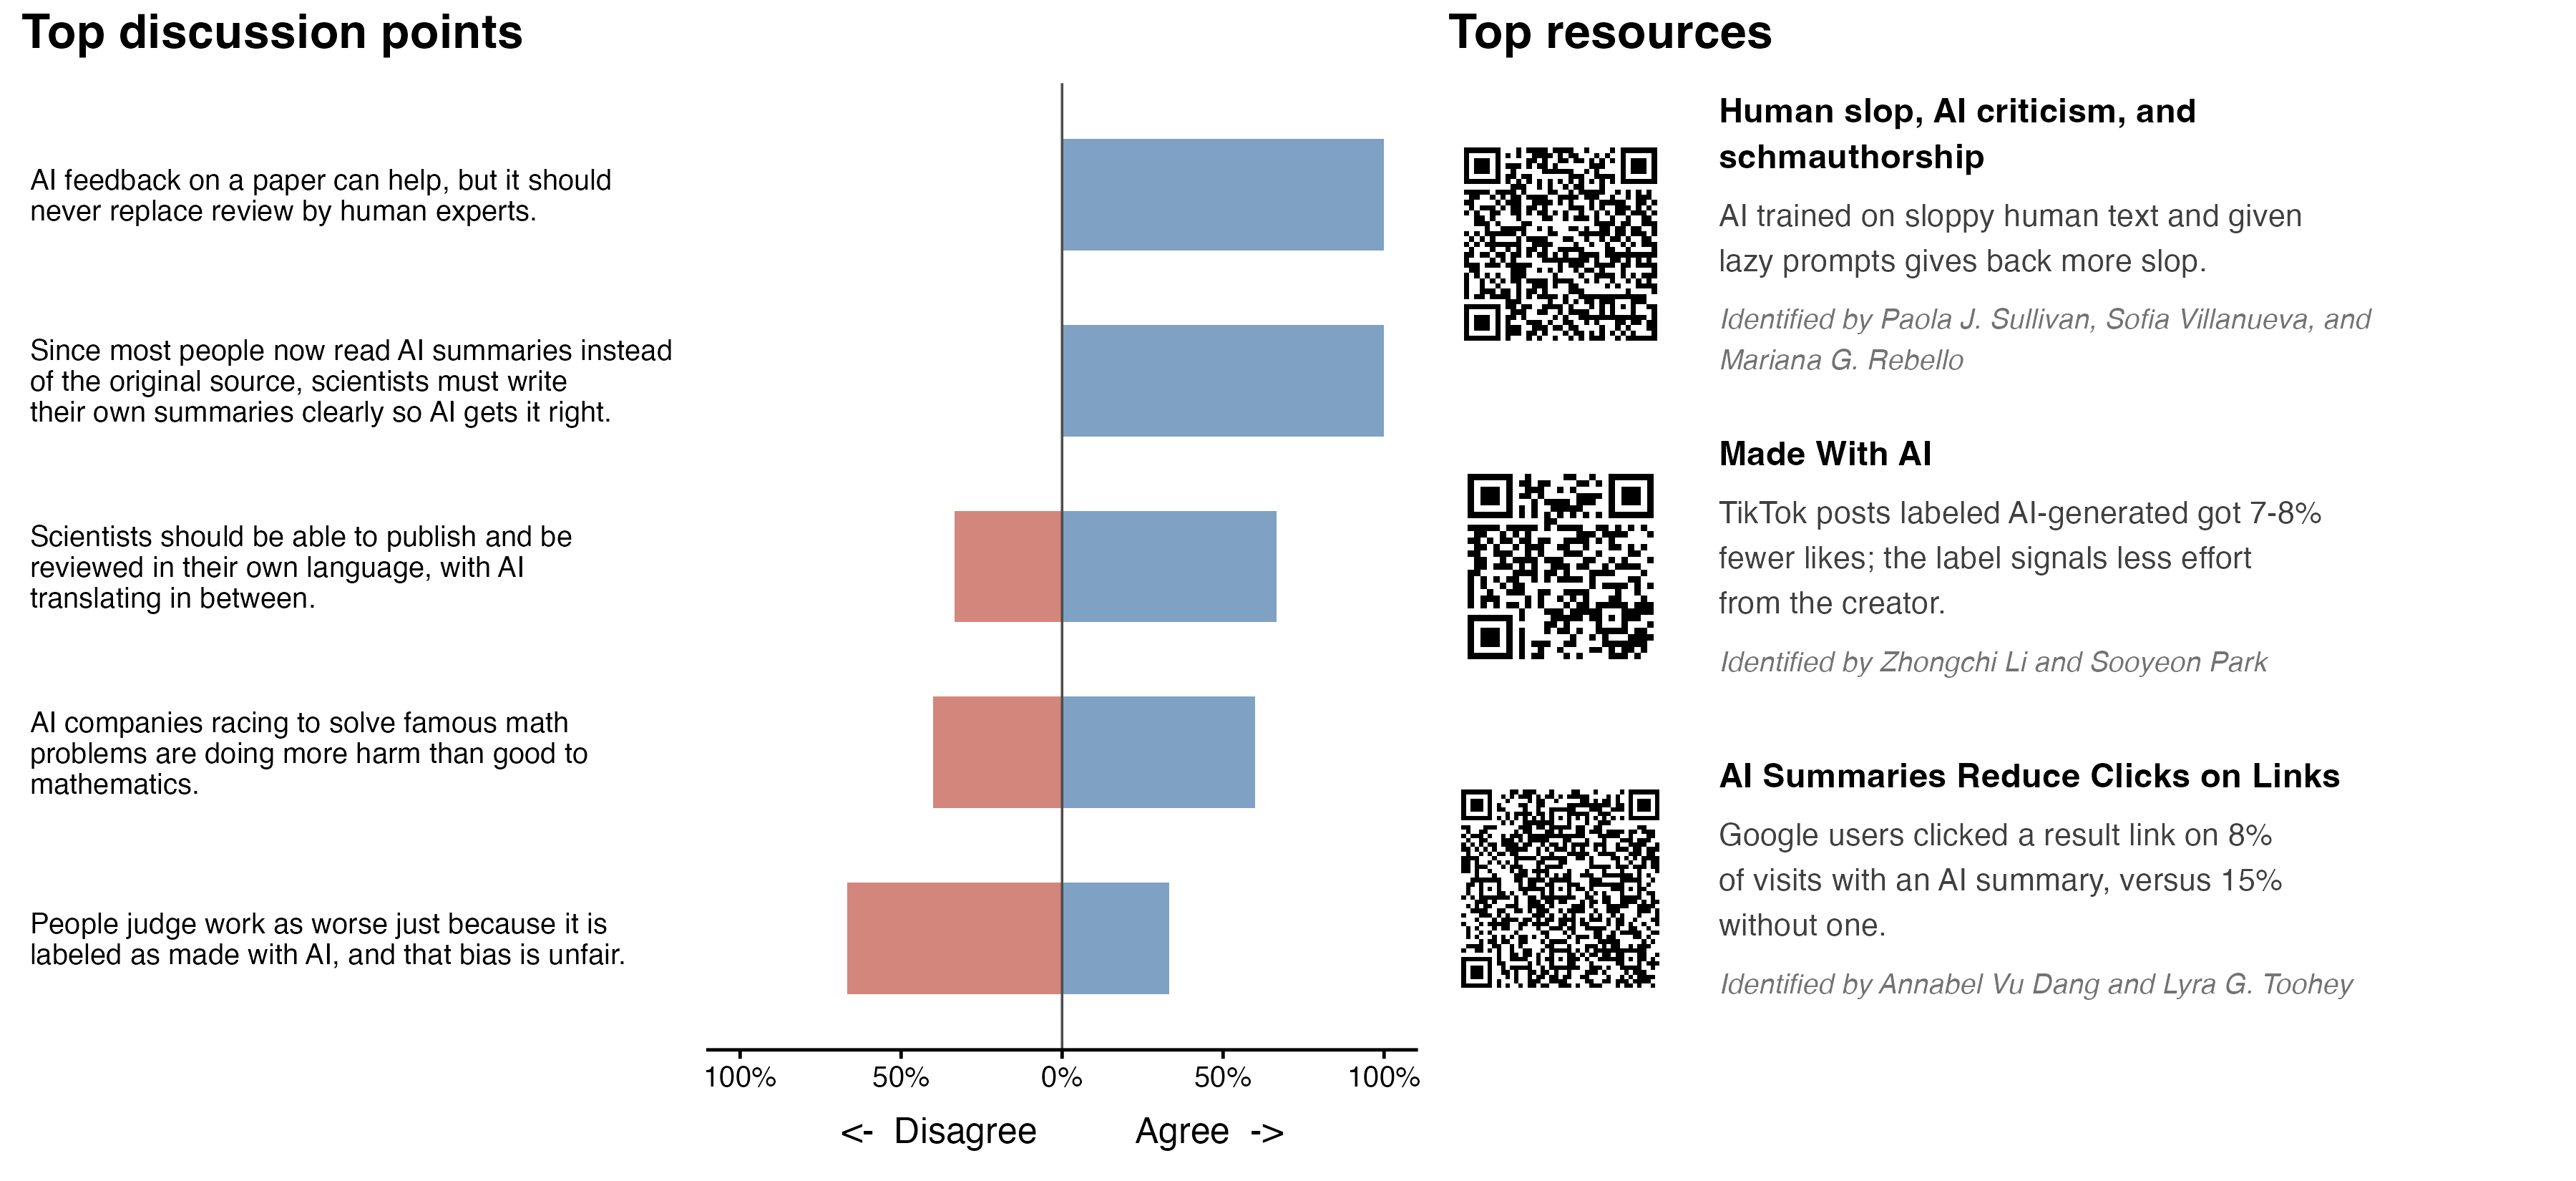 Top discussion points
AI feedback on a paper can help, but it should
never replace review by human experts.
Since most people now read AI summaries instead
of the original source, scientists must write
their own summaries clearly so AI gets it right.
Scientists should be able to publish and be
reviewed in their own language, with AI
translating in between.
AI companies racing to solve famous math
problems are doing more harm than good to
mathematics.
People judge work as worse just because it is
labeled as made with AI, and that bias is unfair.
100% 50% 0% 50% 100%
<- Disagree Agree ->
Top resources
Human slop, AI criticism, and
schmauthorship
AI trained on sloppy human text and given
lazy prompts gives back more slop.
Identified by Paola J. Sullivan, Sofia Villanueva, and
Mariana G. Rebello
Made With AI
TikTok posts labeled AI-generated got 7-8%
fewer likes; the label signals less effort
from the creator.
Identified by Zhongchi Li and Sooyeon Park
AI Summaries Reduce Clicks on Links
Google users clicked a result link on 8%
of visits with an AI summary, versus 15%
without one.
Identified by Annabel Vu Dang and Lyra G. Toohey